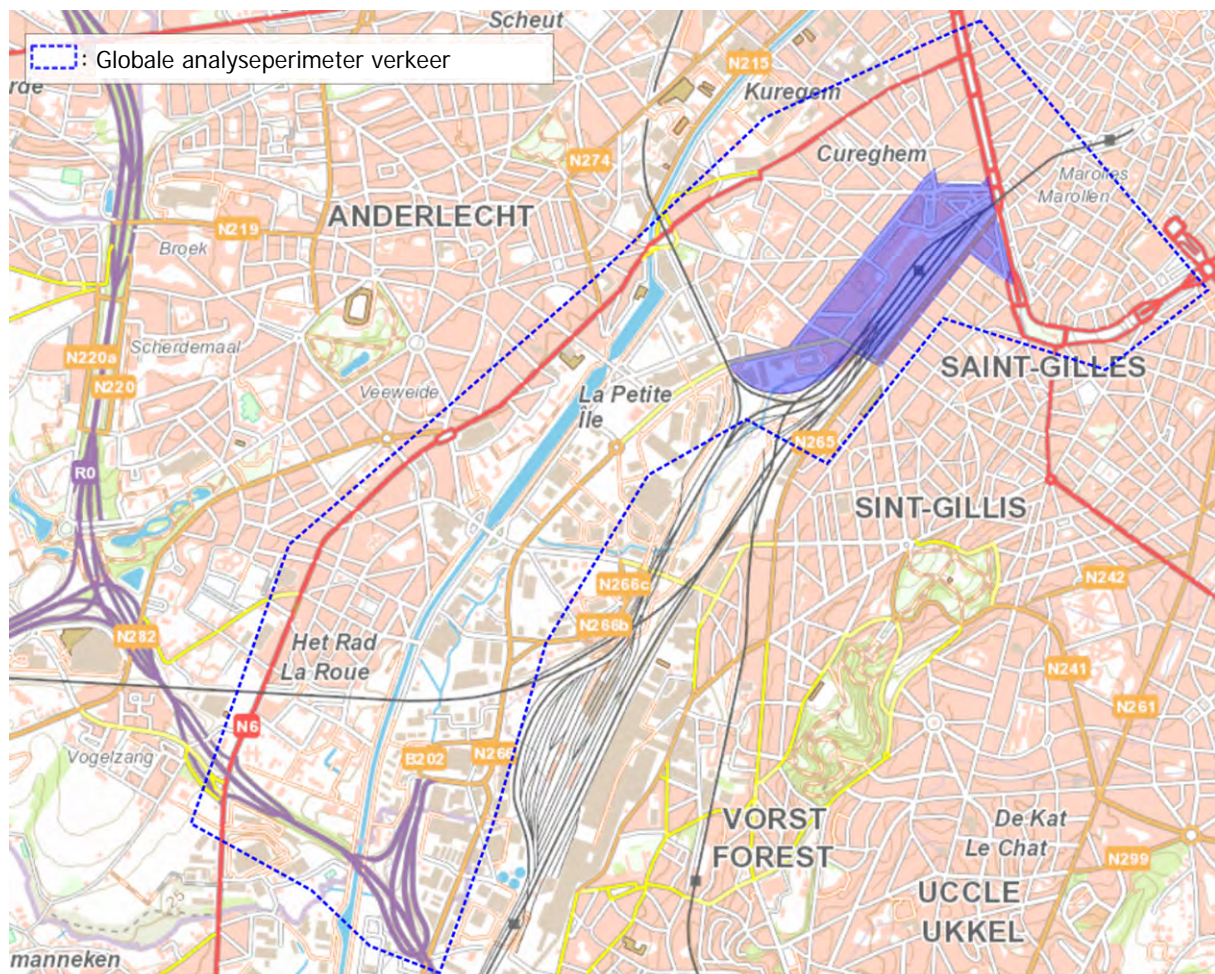 Scheut
: Globale analyseperimeter verkeer
N215
rde
Kuregem
N274
Cureghem
Marolles
Marollen
ANDERLECHT
N219
Broek
N220a
Scherdemaal
N220
SAINT-GILLES
Veeweide
La Petite
Île
N265
R0
SINT-GILLIS
N266c
N242
N266b
N282
Het Rad
La Roue
N241
N261
N6
Vogelzang
B202
N266
VORST
FOREST
De Kat
Le Chat
N299
UCCLE
UKKEL
manneken